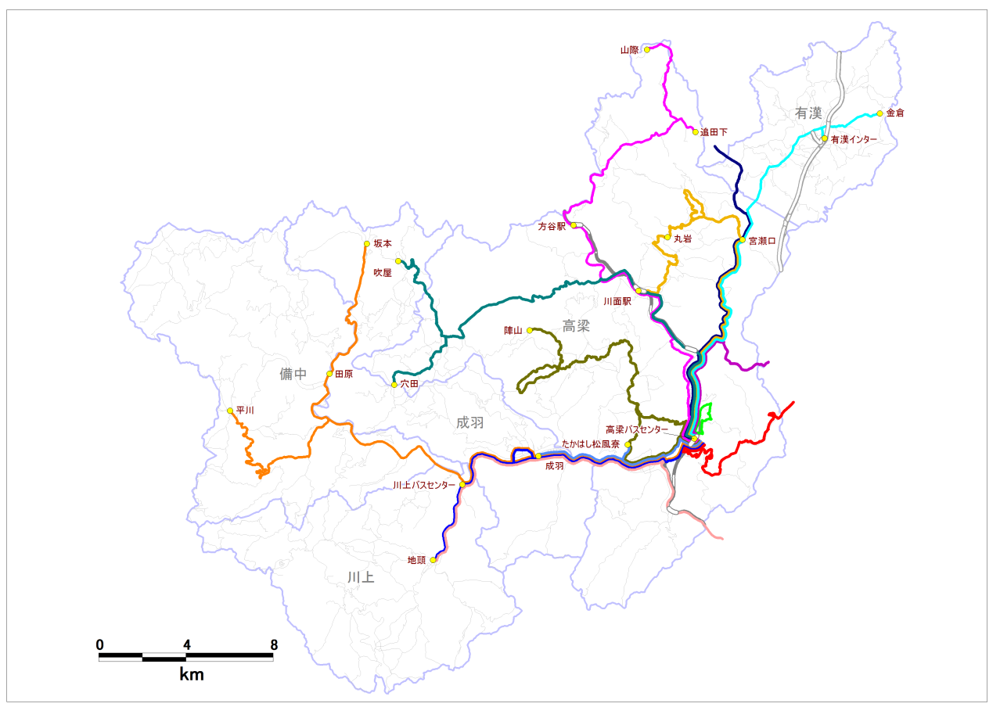 山際
有漢
金倉
追田下
有漢インター
方谷駅
丸岩
宮瀬口
坂本
吹屋
川面駅
高梁
陣山
備中
田原
穴田
平川
成羽
高梁バスセンター
たかはし松風寮
成羽
川上バスセンター
地頭
川上
0 4 8
km